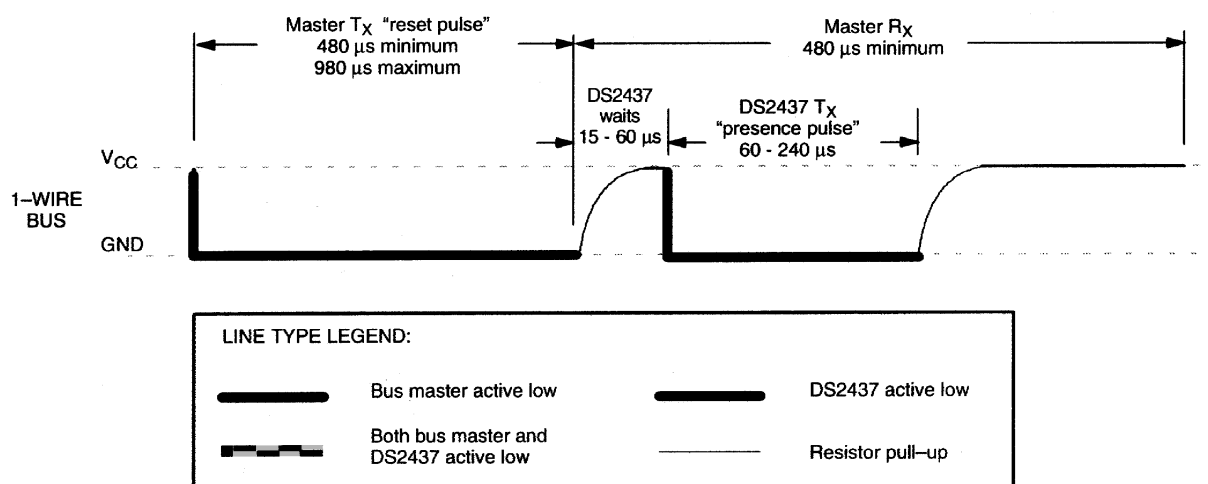 Master TX “reset pulse”
480 µs minimum
980 µs maximum
Master RX
480 µs minimum
DS2437
waits
15 - 60 µs
DS2437 TX
“presence pulse”
60 - 240 µs
VCC
1–WIRE
BUS
GND
LINE TYPE LEGEND:
Bus master active low
DS2437 active low
Both bus master and
DS2437 active low
Resistor pull–up